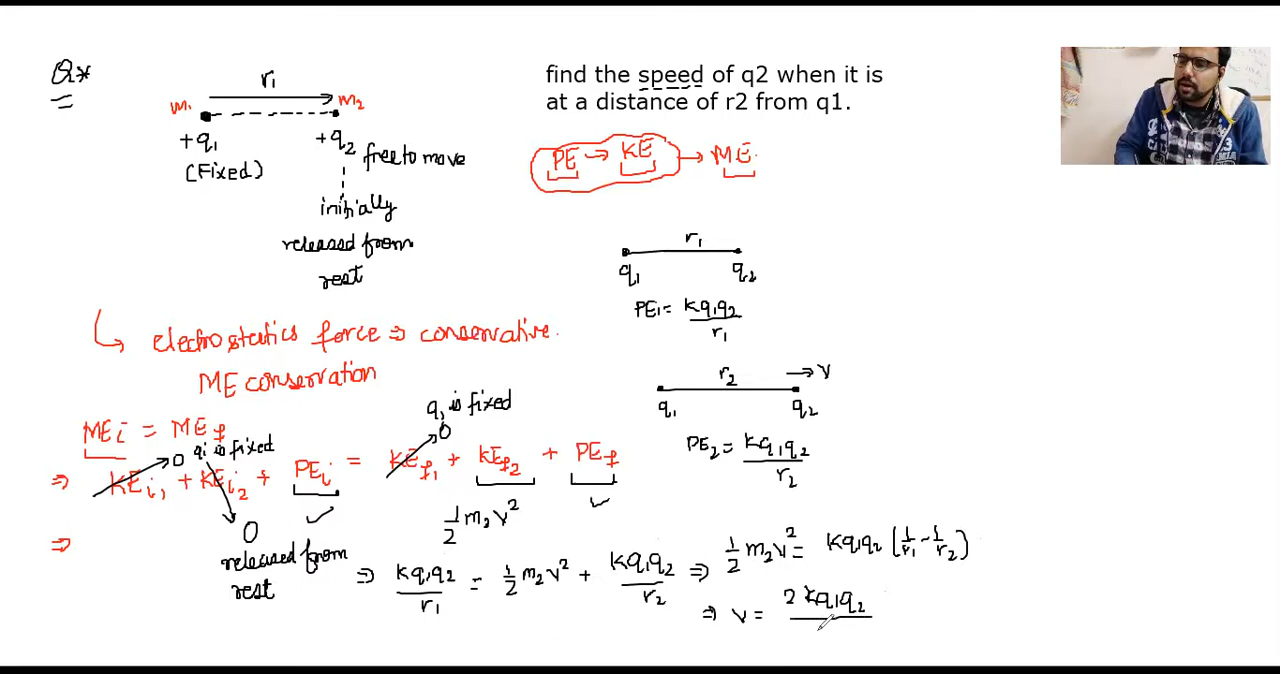 Q*
r1
m1 m2
+q1 +q2 free to move
(Fixed)
initially
released from
rest
find the speed of q2 when it is
at a distance of r2 from q1.
PE → KE → ME.
r1
q1 q2
PE1 = kq1q2/r1
r2 → v
q1 q2
PE2 = kq1q2/r2
↳ electrostatics force ⇒ conservative.
ME conservation
q1 is fixed
0
MEi = MEf
0 q1 is fixed
⇒ KEi1 + KEi2 + PEi = KEf1 + KEf2 + PEf
0
released from
rest
1/2 m2v²
⇒
⇒ kq1q2/r1 = 1/2 m2v² + kq1q2/r2 ⇒ 1/2 m2v² = kq1q2 (1/r1 - 1/r2)
⇒ v = 2kq1q2